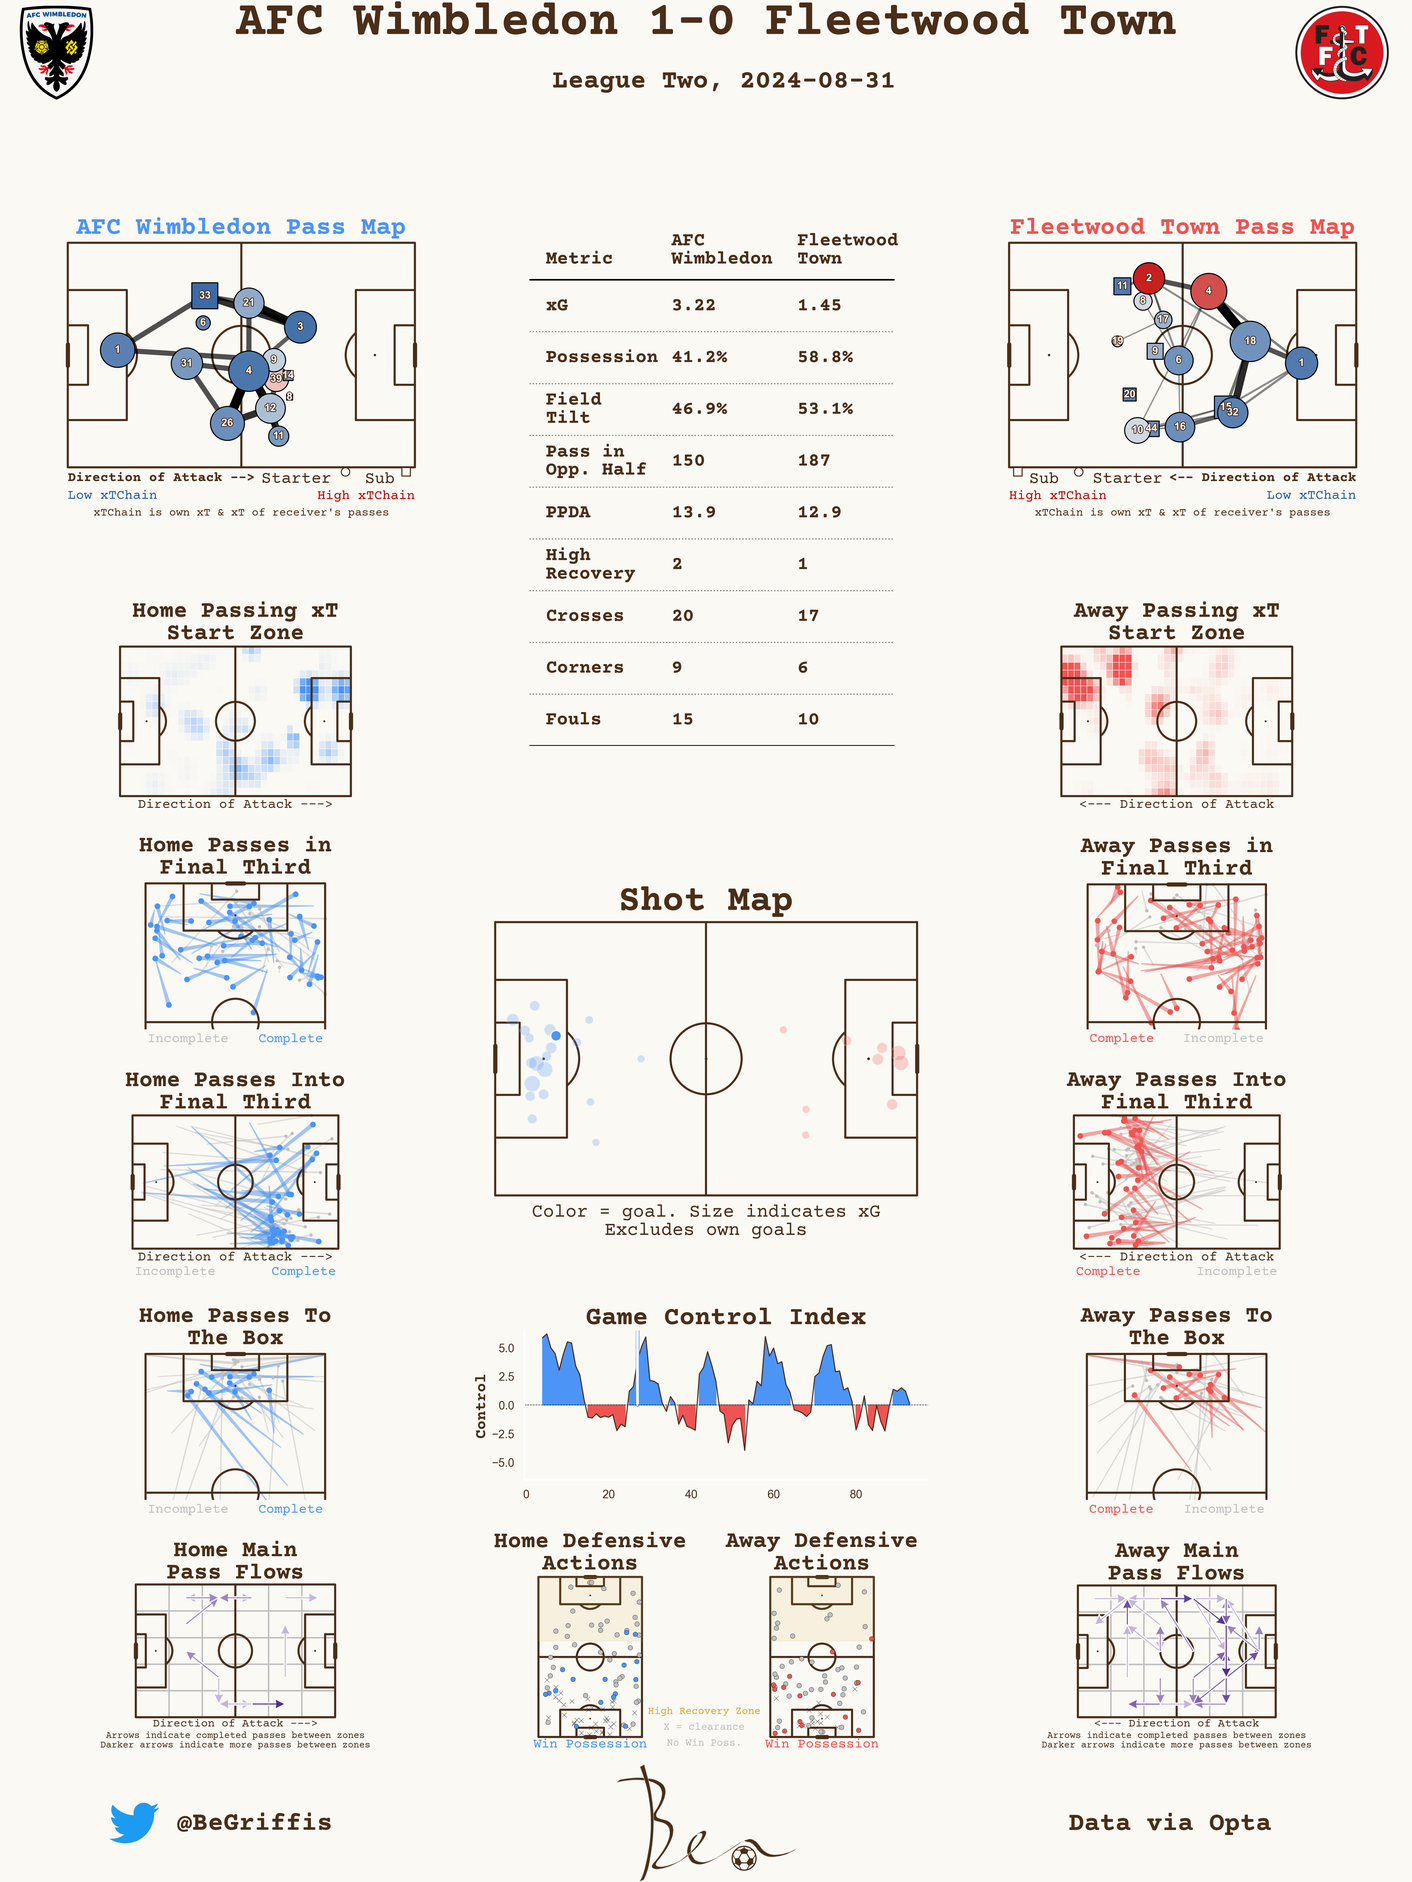 AFC Wimbledon 1-0 Fleetwood Town
League Two, 2024-08-31
AFC WIMBLEDON
F T
F C
AFC Wimbledon Pass Map
33
21
3
6
1
31
9
4
39
14
8
12
26
11
Direction of Attack --> Starter Sub
Low xTChain High xTChain
xTChain is own xT & xT of receiver's passes
Metric AFC Wimbledon Fleetwood Town
xG 3.22 1.45
Possession 41.2% 58.8%
Field Tilt 46.9% 53.1%
Pass in Opp. Half 150 187
PPDA 13.9 12.9
High Recovery 2 1
Crosses 20 17
Corners 9 6
Fouls 15 10
Fleetwood Town Pass Map
2
11
4
8
17
19
9
6
18
1
20
15
32
10
44
16
Sub Starter <-- Direction of Attack
High xTChain Low xTChain
xTChain is own xT & xT of receiver's passes
Home Passing xT
Start Zone
Direction of Attack --->
Away Passing xT
Start Zone
<--- Direction of Attack
Home Passes in
Final Third
Incomplete Complete
Away Passes in
Final Third
Complete Incomplete
Shot Map
Color = goal. Size indicates xG
Excludes own goals
Home Passes Into
Final Third
Direction of Attack --->
Incomplete Complete
Away Passes Into
Final Third
<--- Direction of Attack
Complete Incomplete
Home Passes To
The Box
Incomplete Complete
Game Control Index
Control
5.0
2.5
0.0
−2.5
−5.0
0 20 40 60 80
Away Passes To
The Box
Complete Incomplete
Home Main
Pass Flows
Direction of Attack --->
Arrows indicate completed passes between zones
Darker arrows indicate more passes between zones
Home Defensive
Actions
Win Possession
High Recovery Zone
X = clearance
No Win Poss.
Away Defensive
Actions
Win Possession
Away Main
Pass Flows
<--- Direction of Attack
Arrows indicate completed passes between zones
Darker arrows indicate more passes between zones
@BeGriffis
Ben
Data via Opta